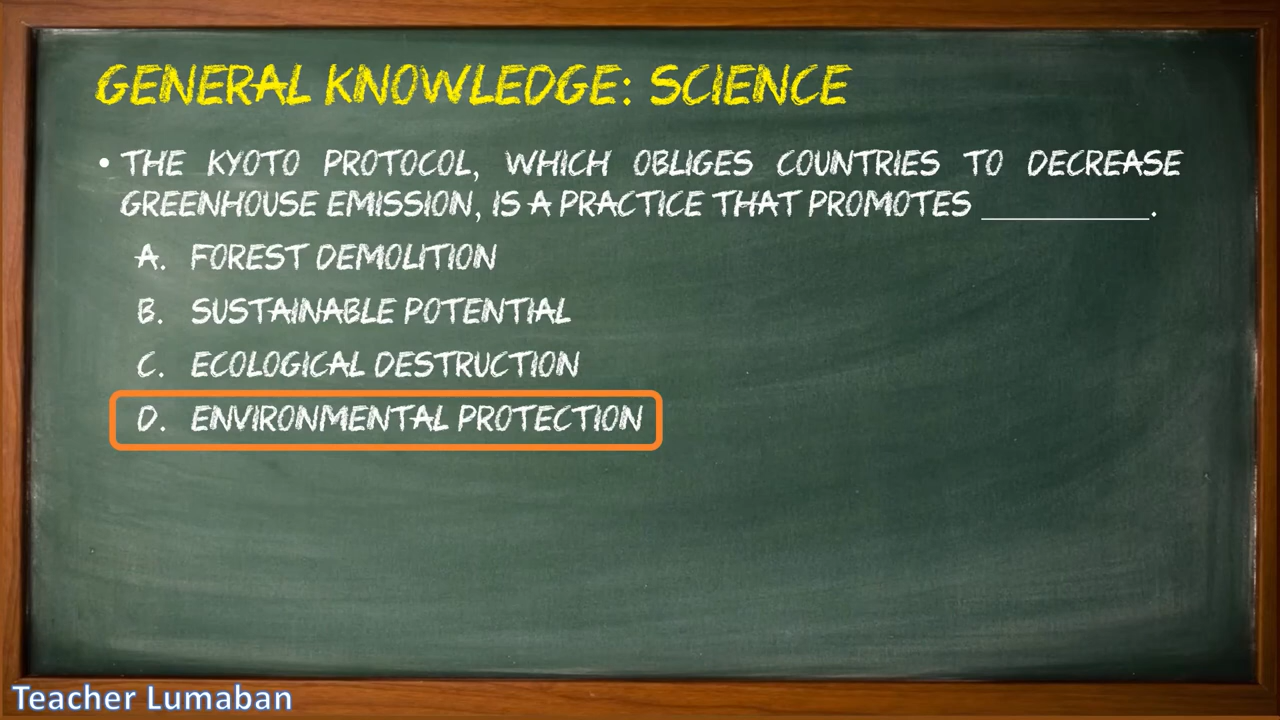 GENERAL KNOWLEDGE: SCIENCE
• THE KYOTO PROTOCOL, WHICH OBLIGES COUNTRIES TO DECREASE
GREENHOUSE EMISSION, IS A PRACTICE THAT PROMOTES __________.
A. FOREST DEMOLITION
B. SUSTAINABLE POTENTIAL
C. ECOLOGICAL DESTRUCTION
D. ENVIRONMENTAL PROTECTION
Teacher Lumaban